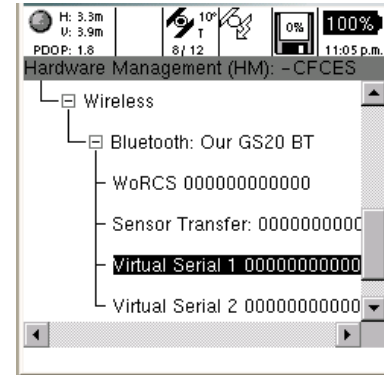 H: 3.3m
V: 3.9m
PDOP: 1.8
10°
T
8/ 12
0%
100%
11:05 p.m.
Hardware Management (HM): -CFCES
Wireless
Bluetooth: Our GS20 BT
WoRCS 000000000000
Sensor Transfer: 0000000000
Virtual Serial 1 00000000000
Virtual Serial 2 00000000000